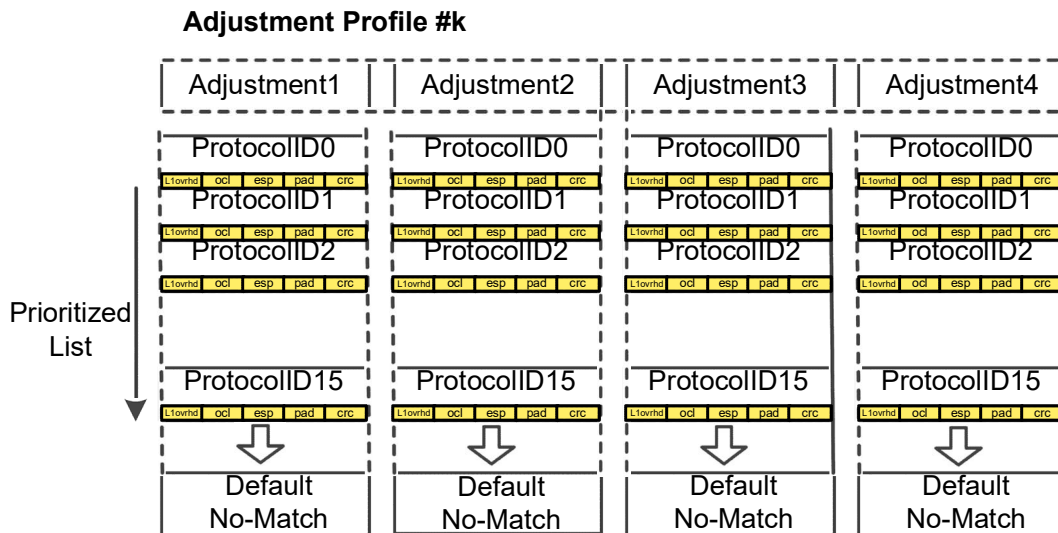 Adjustment Profile #k
Adjustment1 Adjustment2 Adjustment3 Adjustment4
ProtocolID0 ProtocolID0 ProtocolID0 ProtocolID0
L1ovrhd ocl esp pad crc L1ovrhd ocl esp pad crc L1ovrhd ocl esp pad crc L1ovrhd ocl esp pad crc
ProtocolID1 ProtocolID1 ProtocolID1 ProtocolID1
L1ovrhd ocl esp pad crc L1ovrhd ocl esp pad crc L1ovrhd ocl esp pad crc L1ovrhd ocl esp pad crc
ProtocolID2 ProtocolID2 ProtocolID2 ProtocolID2
L1ovrhd ocl esp pad crc L1ovrhd ocl esp pad crc L1ovrhd ocl esp pad crc L1ovrhd ocl esp pad crc
Prioritized
List
ProtocolID15 ProtocolID15 ProtocolID15 ProtocolID15
L1ovrhd ocl esp pad crc L1ovrhd ocl esp pad crc L1ovrhd ocl esp pad crc L1ovrhd ocl esp pad crc
Default Default Default Default
No-Match No-Match No-Match No-Match